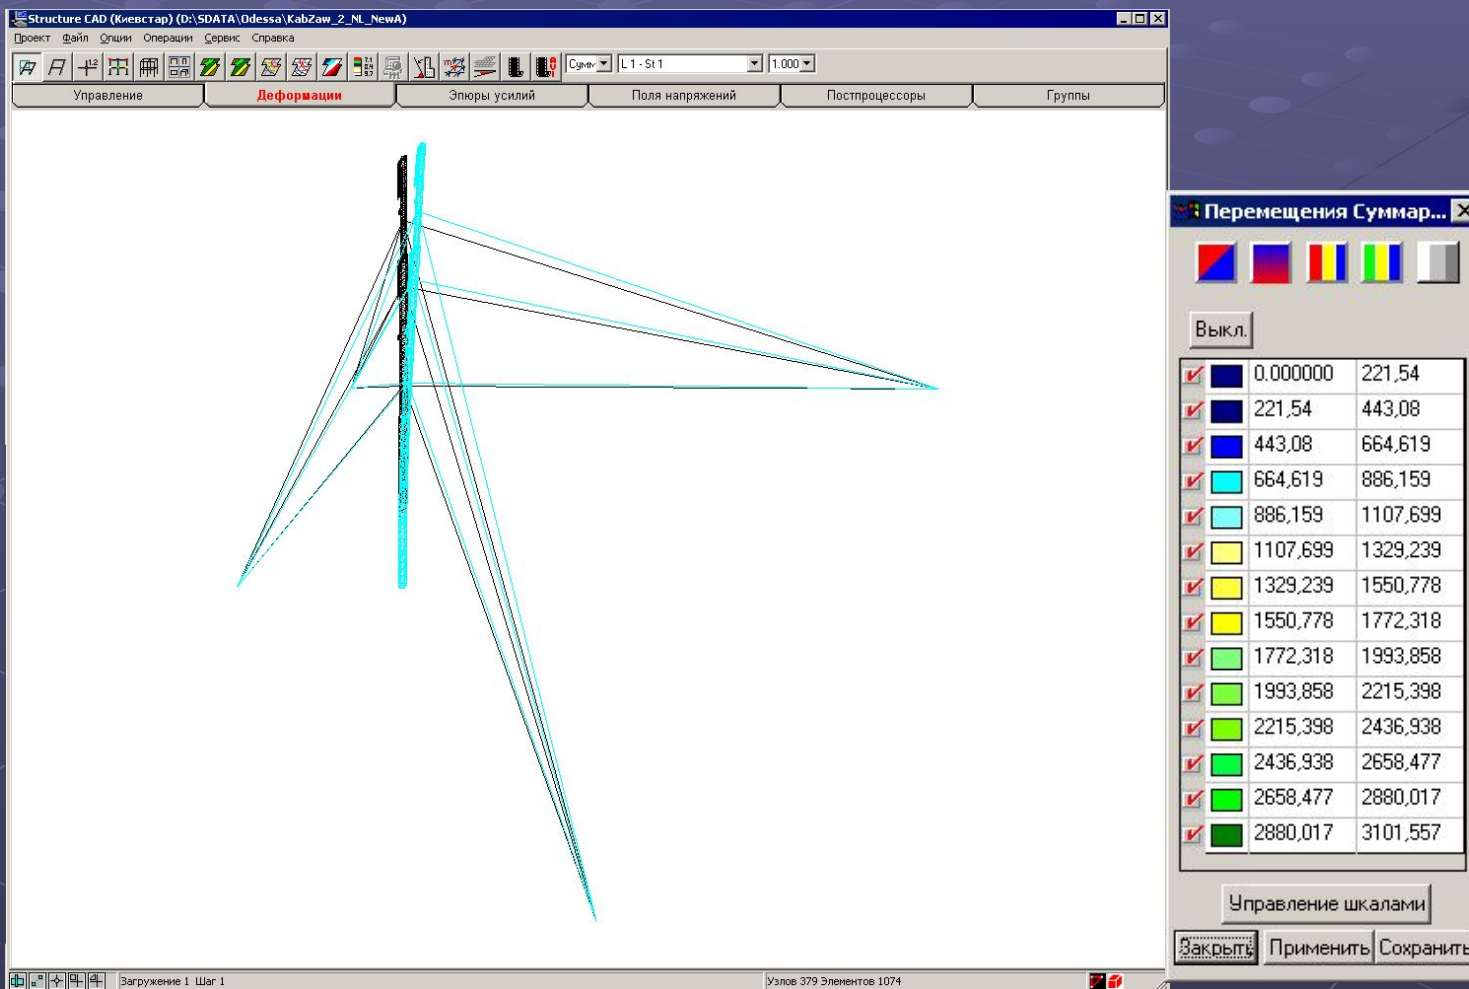 Structure CAD (Киевстар) (D:\SDATA\Odessa\KabZaw_2_NL_NewA)
Проект Файл Опции Операции Сервис Справка
Сумм L 1 - St 1 1.000
Управление Деформации Эпюры усилий Поля напряжений Постпроцессоры Группы
Перемещения Суммар...
Выкл.
0.000000 221,54
221,54 443,08
443,08 664,619
664,619 886,159
886,159 1107,699
1107,699 1329,239
1329,239 1550,778
1550,778 1772,318
1772,318 1993,858
1993,858 2215,398
2215,398 2436,938
2436,938 2658,477
2658,477 2880,017
2880,017 3101,557
Управление шкалами
Закрыть Применить Сохранить
Загружение 1 Шаг 1
Узлов 379 Элементов 1074